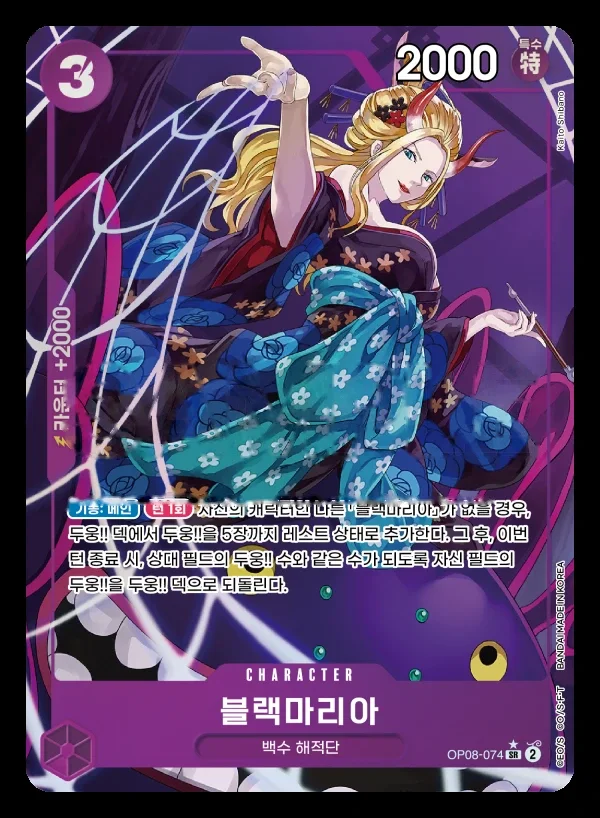 3
2000
특수
特
Kaito Shibano
카운터 +2000
기동: 메인 턴 1회 자신의 캐릭터인 다른 「블랙마리아」가 없을 경우,
두웅!! 덱에서 두웅!!을 5장까지 레스트 상태로 추가한다. 그 후, 이번
턴 종료 시, 상대 필드의 두웅!! 수와 같은 수가 되도록 자신 필드의
두웅!!을 두웅!! 덱으로 되돌린다.
CHARACTER
블랙마리아
백수 해적단
OP08-074 SR 2
©E.O/S ©O/S·F·T BANDAI MADE IN KOREA